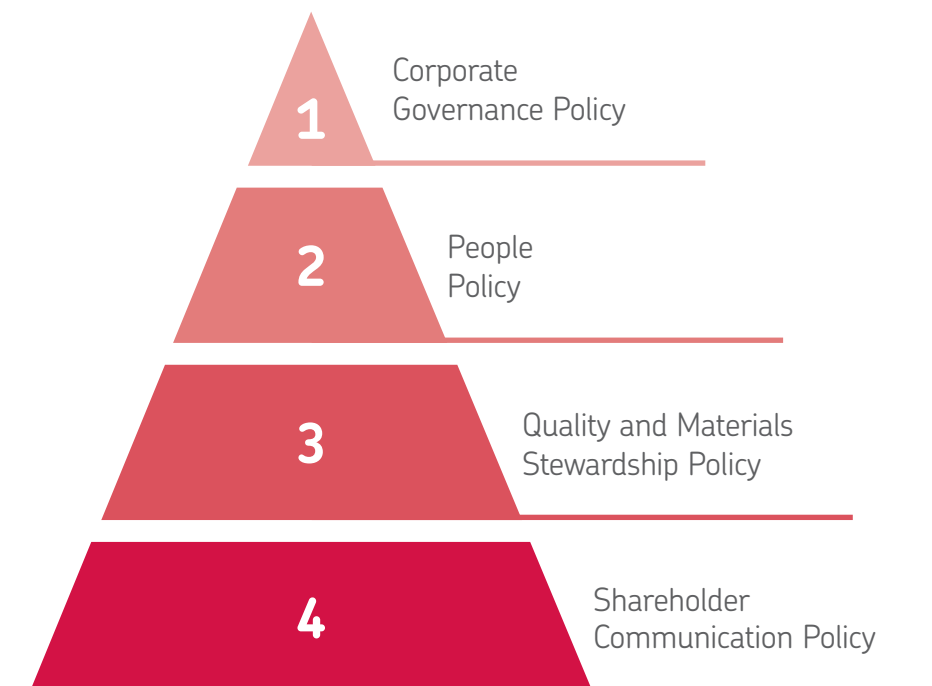 1
Corporate
Governance Policy
2
People
Policy
3
Quality and Materials
Stewardship Policy
4
Shareholder
Communication Policy